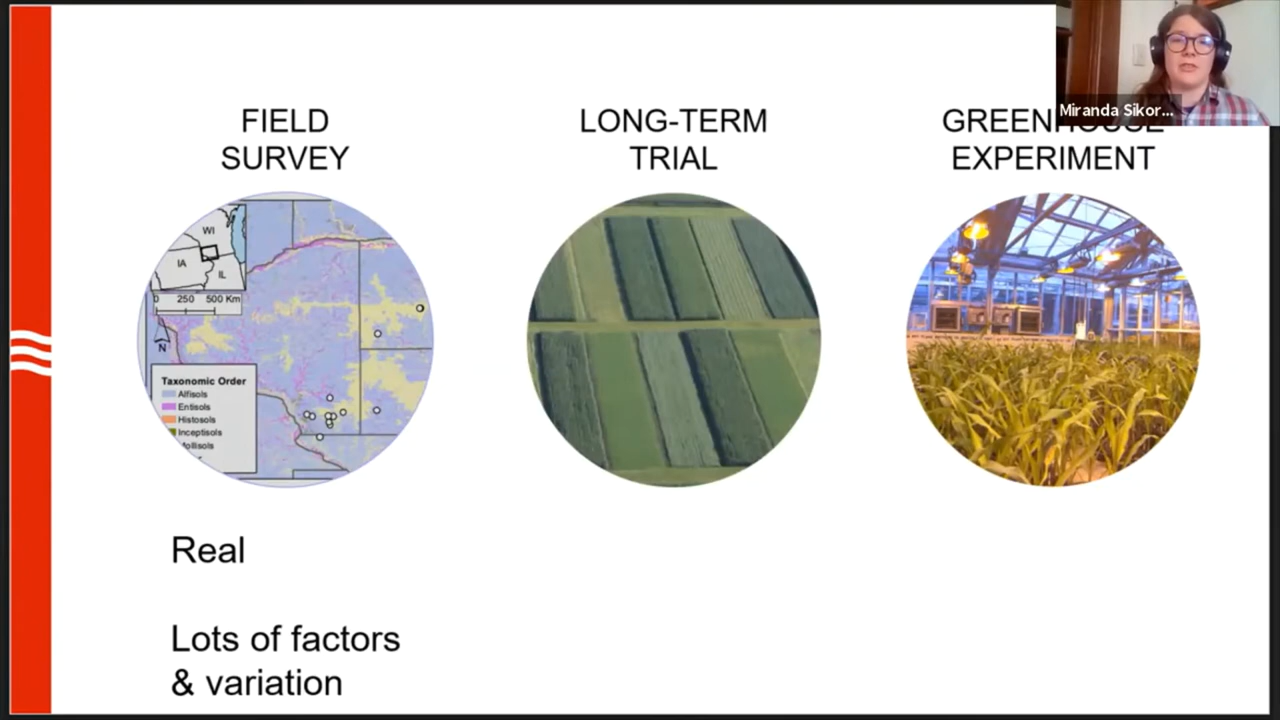 Miranda Sikor...
FIELD
SURVEY
LONG-TERM
TRIAL
GREENHOUSE
EXPERIMENT
WI
IA
IL
0 250 500 Km
N
Taxonomic Order
Alfisols
Entisols
Histosols
Inceptisols
Mollisols
Real
Lots of factors
& variation